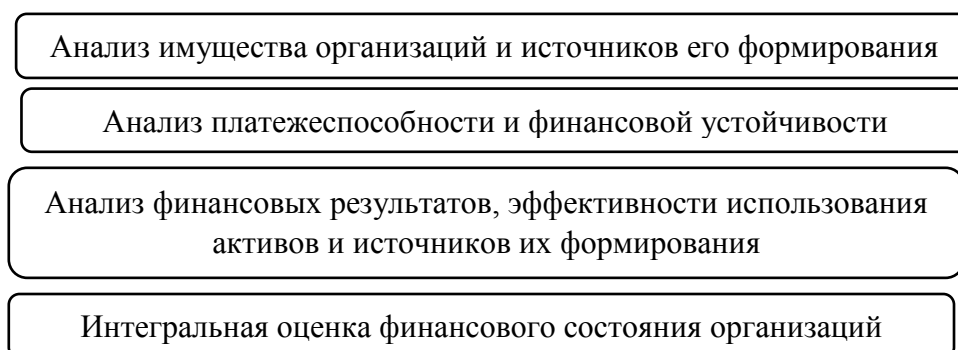 Анализ имущества организаций и источников его формирования
Анализ платежеспособности и финансовой устойчивости
Анализ финансовых результатов, эффективности использования
активов и источников их формирования
Интегральная оценка финансового состояния организаций